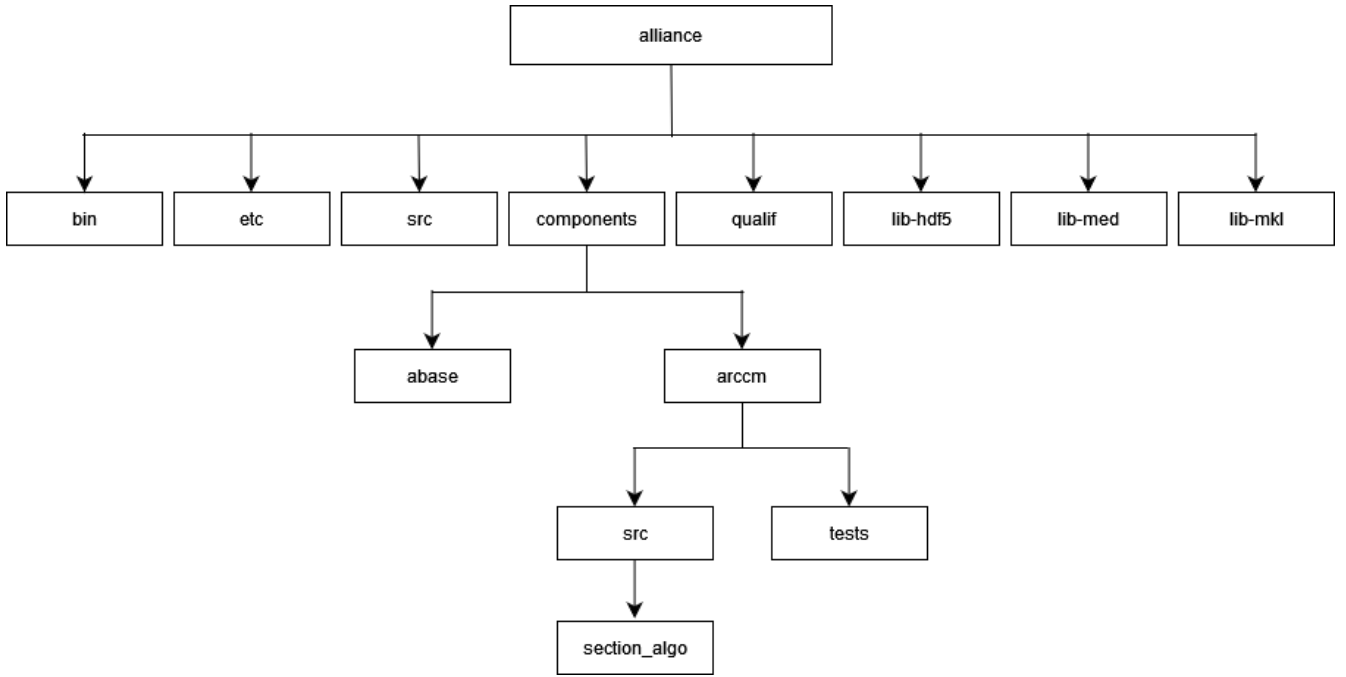 alliance
bin
etc
src
components
qualif
lib-hdf5
lib-med
lib-mkl
abase
arccm
src
tests
section_algo